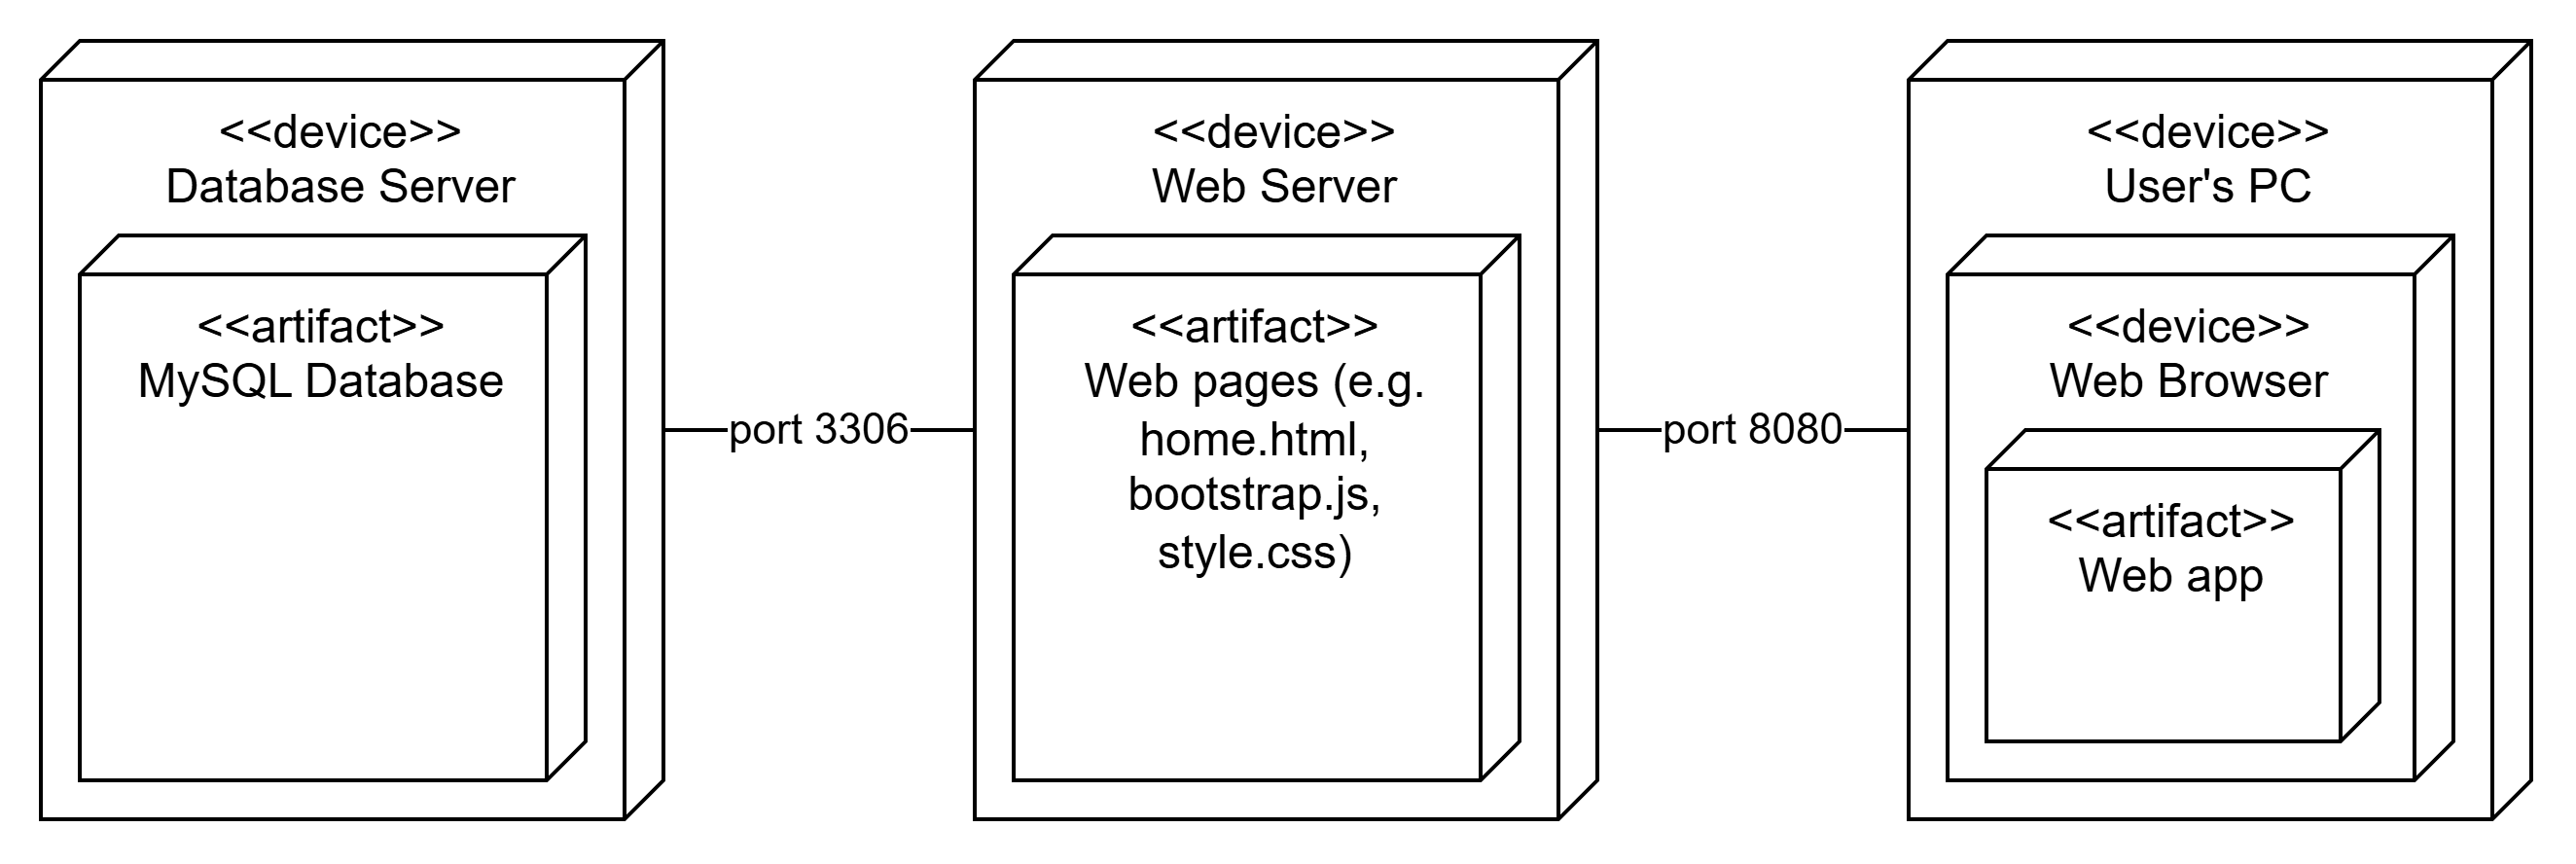 <<device>>
Database Server
<<artifact>>
MySQL Database
port 3306
<<device>>
Web Server
<<artifact>>
Web pages (e.g.
home.html,
bootstrap.js,
style.css)
port 8080
<<device>>
User's PC
<<device>>
Web Browser
<<artifact>>
Web app